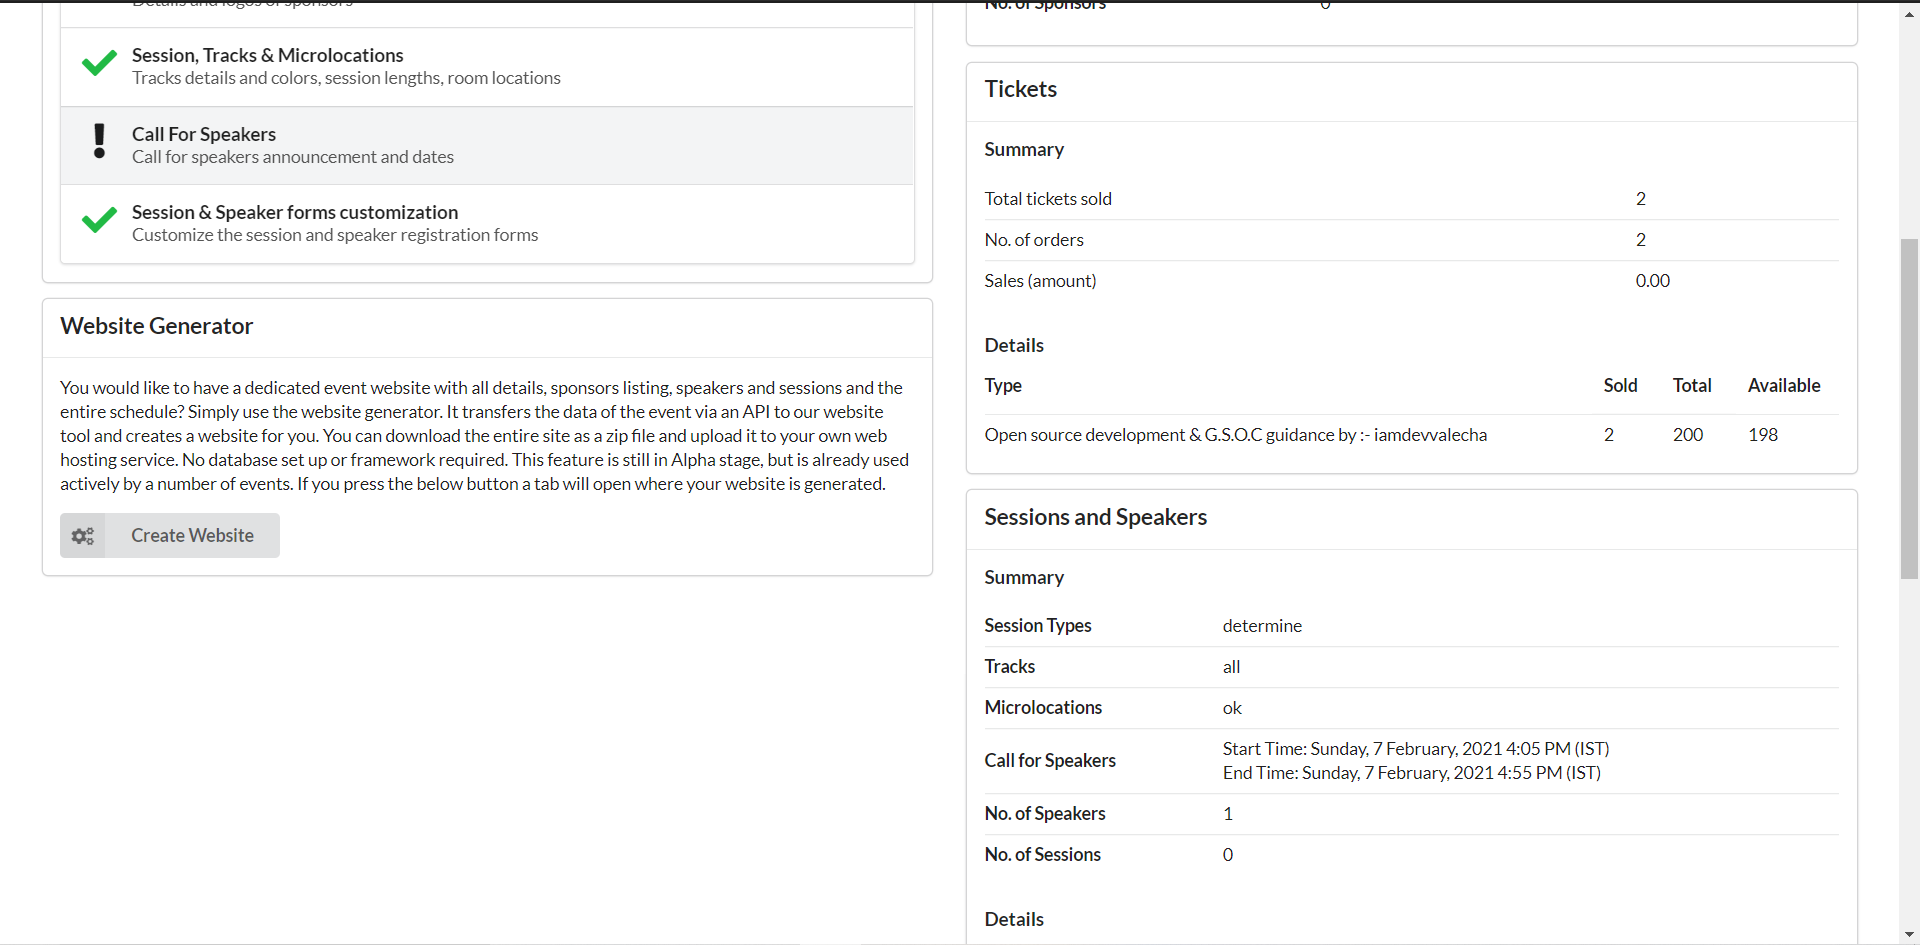 Details and logos of sponsors
Session, Tracks & Microlocations
Tracks details and colors, session lengths, room locations
Call For Speakers
Call for speakers announcement and dates
Session & Speaker forms customization
Customize the session and speaker registration forms
Website Generator
You would like to have a dedicated event website with all details, sponsors listing, speakers and sessions and the
entire schedule? Simply use the website generator. It transfers the data of the event via an API to our website
tool and creates a website for you. You can download the entire site as a zip file and upload it to your own web
hosting service. No database set up or framework required. This feature is still in Alpha stage, but is already used
actively by a number of events. If you press the below button a tab will open where your website is generated.
Create Website
No. of Sponsors 0
Tickets
Summary
Total tickets sold 2
No. of orders 2
Sales (amount) 0.00
Details
Type Sold Total Available
Open source development & G.S.O.C guidance by :- iamdevvalecha 2 200 198
Sessions and Speakers
Summary
Session Types determine
Tracks all
Microlocations ok
Call for Speakers Start Time: Sunday, 7 February, 2021 4:05 PM (IST)
End Time: Sunday, 7 February, 2021 4:55 PM (IST)
No. of Speakers 1
No. of Sessions 0
Details